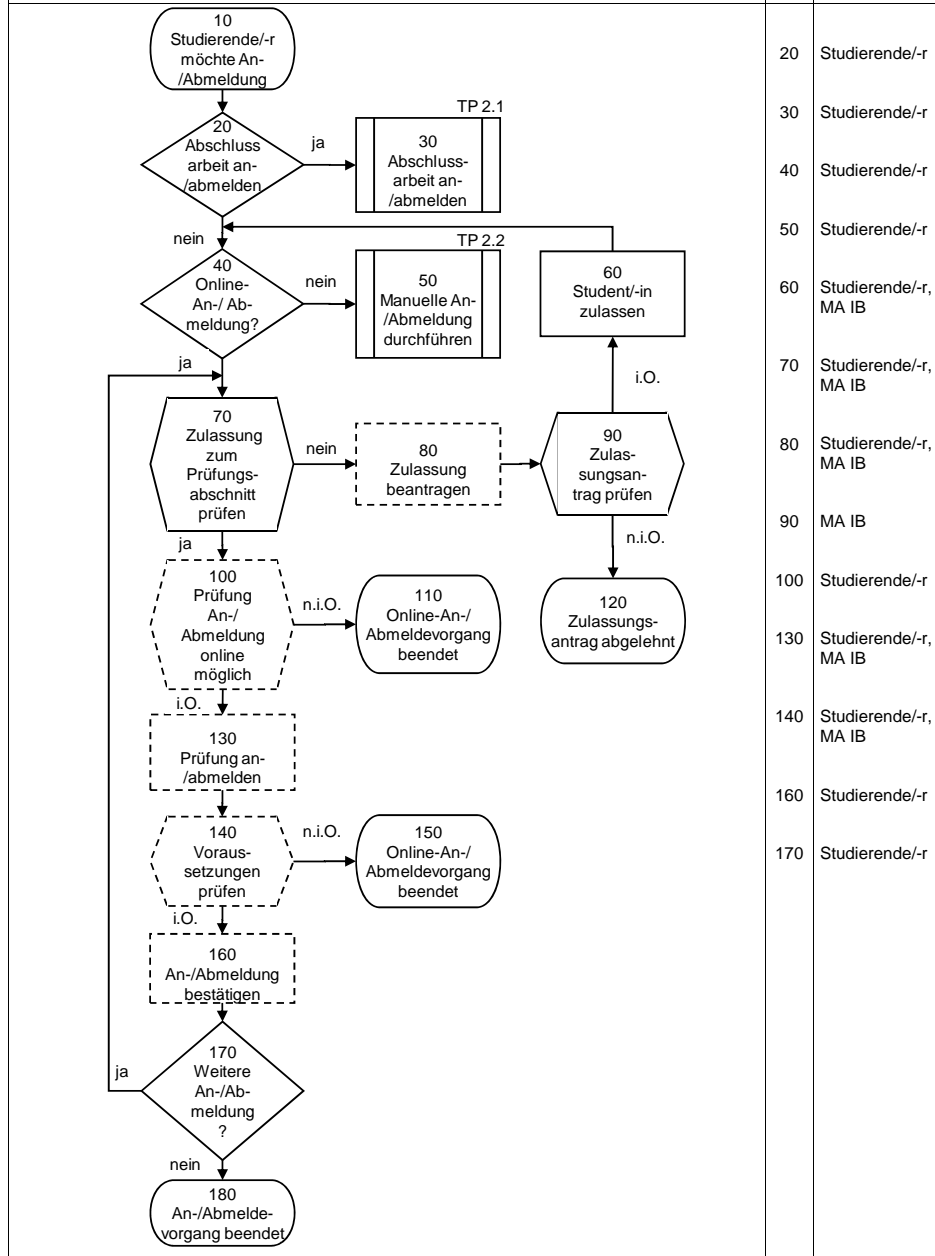 10
Studierende/-r
möchte An-
/Abmeldung
20
Abschluss
arbeit an-
/abmelden
ja
TP 2.1
30
Abschluss-
arbeit an-
/abmelden
nein
40
Online-
An-/ Ab-
meldung?
nein
TP 2.2
50
Manuelle An-
/Abmeldung
durchführen
60
Student/-in
zulassen
ja
i.O.
70
Zulassung
zum
Prüfungs-
abschnitt
prüfen
nein
80
Zulassung
beantragen
90
Zulas-
sungsan-
trag prüfen
ja
n.i.O.
100
Prüfung
An-/
Abmeldung
online
möglich
n.i.O.
110
Online-An-/
Abmeldevorgang
beendet
120
Zulassungs-
antrag abgelehnt
i.O.
130
Prüfung an-
/abmelden
140
Voraus-
setzungen
prüfen
n.i.O.
150
Online-An-/
Abmeldevorgang
beendet
i.O.
160
An-/Abmeldung
bestätigen
170
Weitere
An-/Ab-
meldung
?
ja
nein
180
An-/Abmelde-
vorgang beendet
20 Studierende/-r
30 Studierende/-r
40 Studierende/-r
50 Studierende/-r
60 Studierende/-r,
MA IB
70 Studierende/-r,
MA IB
80 Studierende/-r,
MA IB
90 MA IB
100 Studierende/-r
130 Studierende/-r,
MA IB
140 Studierende/-r,
MA IB
160 Studierende/-r
170 Studierende/-r